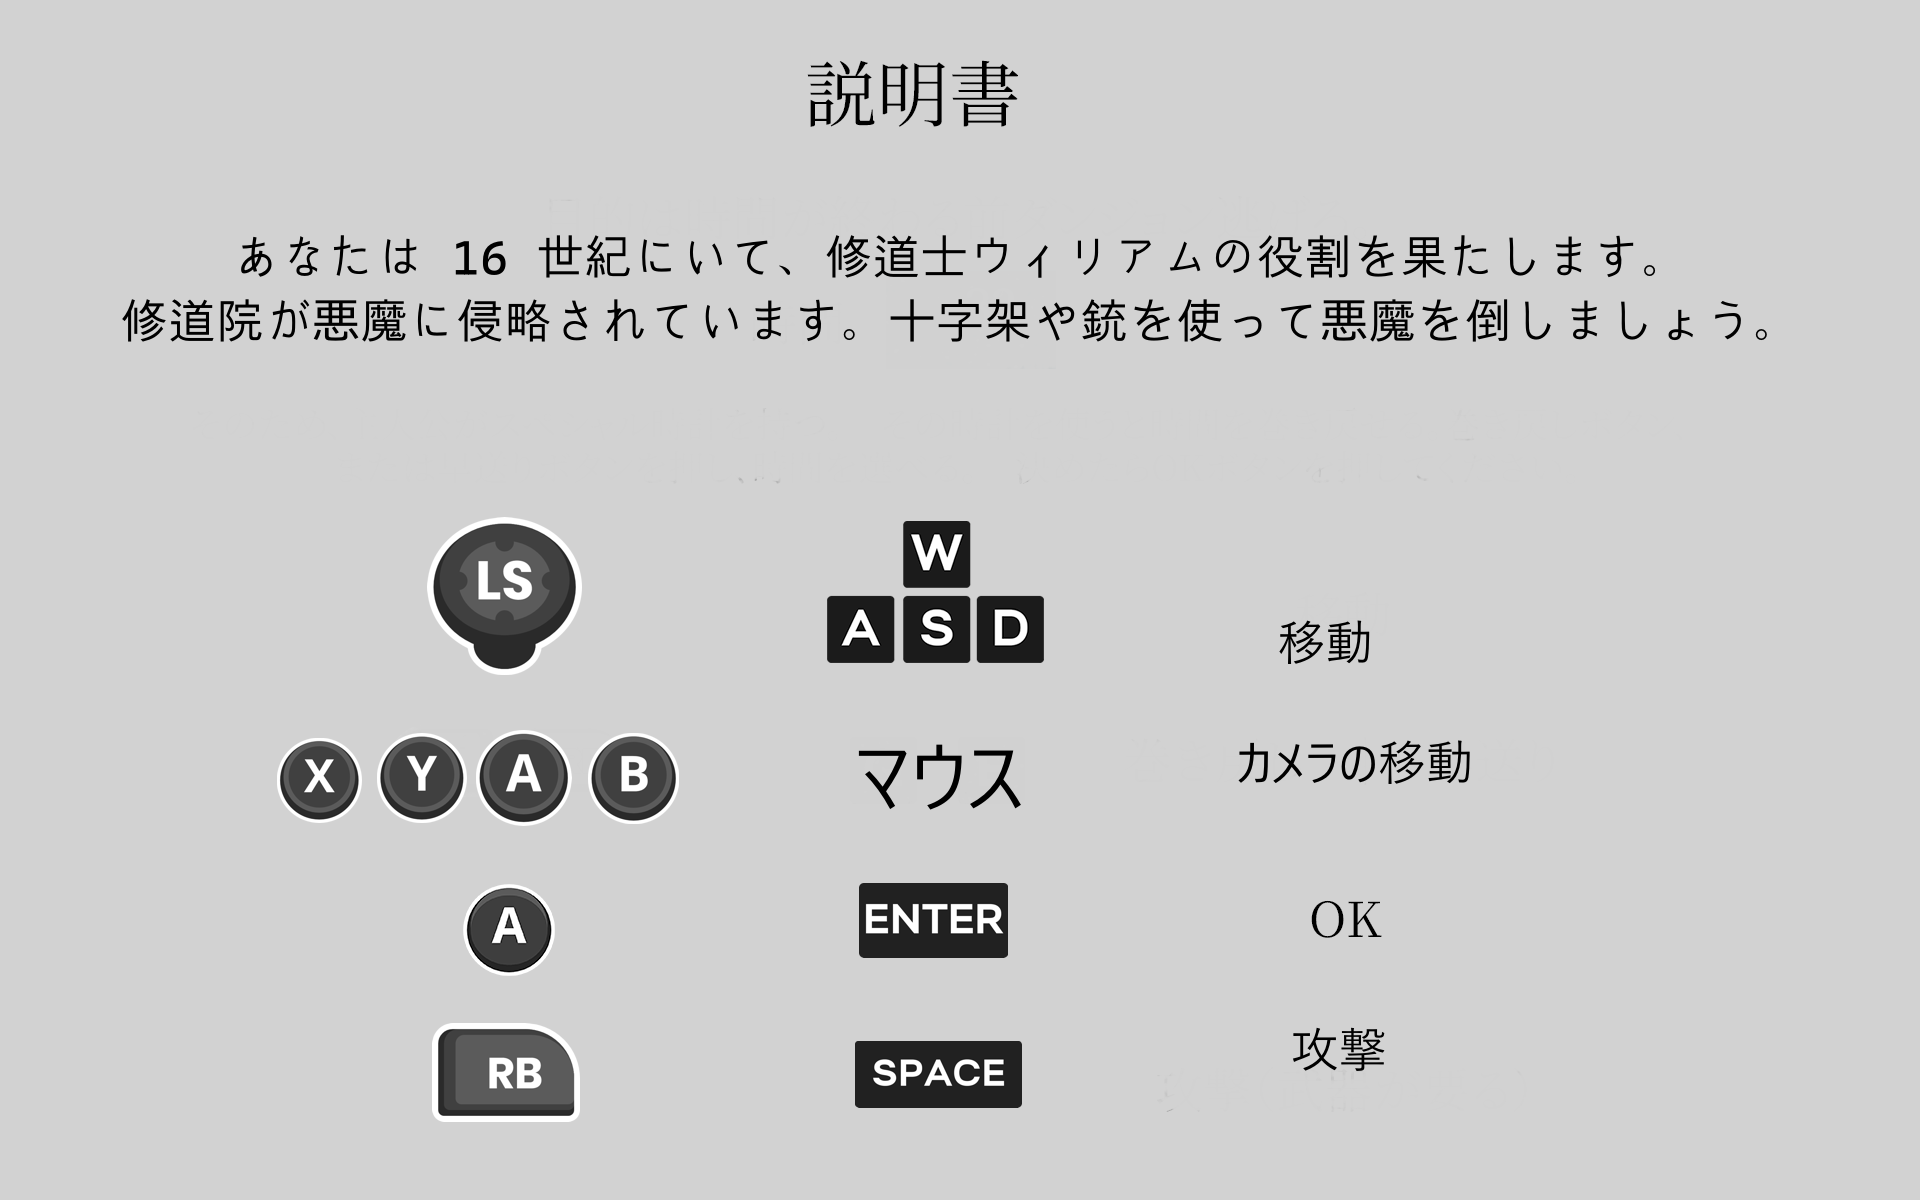 説明書
あなたは 16 世紀にいて、修道士ウィリアムの役割を果たします。
修道院が悪魔に侵略されています。十字架や銃を使って悪魔を倒しましょう。
LS W A S D 移動
X Y A B マウス カメラの移動
A ENTER OK
RB SPACE 攻撃